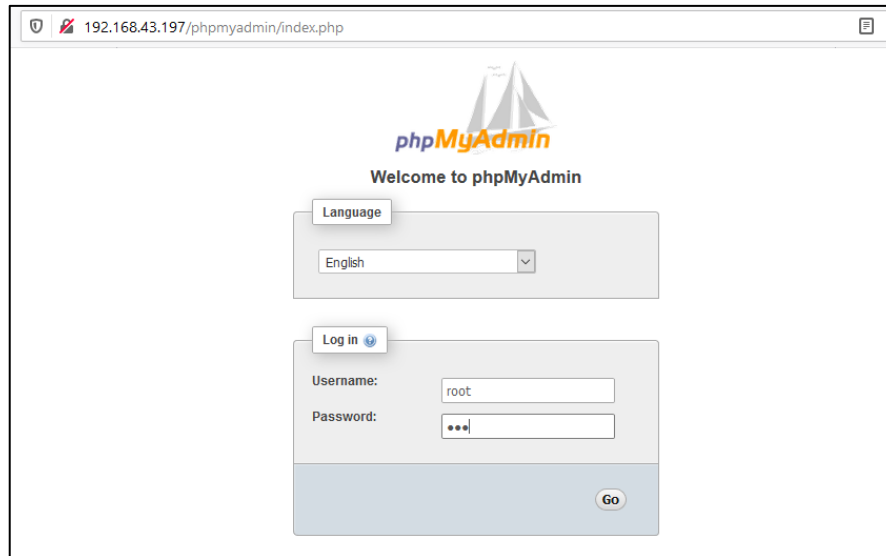 192.168.43.197/phpmyadmin/index.php
phpMyAdmin
Welcome to phpMyAdmin
Language
English
Log in
Username:
root
Password:
•••
Go